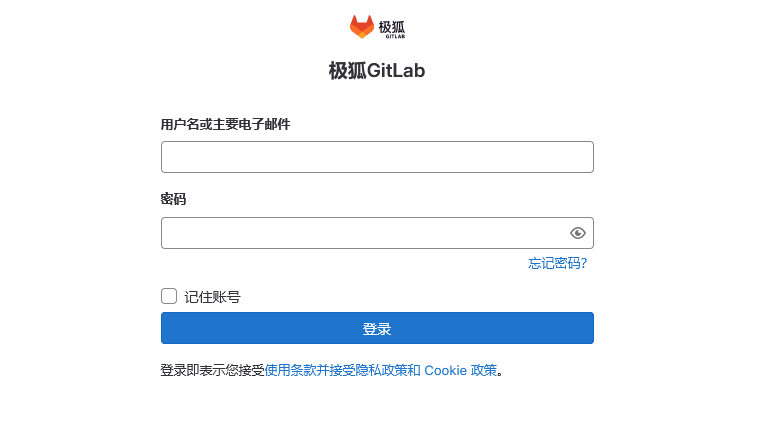 极狐
GITLAB
极狐GitLab
用户名或主要电子邮件
密码
忘记密码?
记住账号
登录
登录即表示您接受使用条款并接受隐私政策和 Cookie 政策。